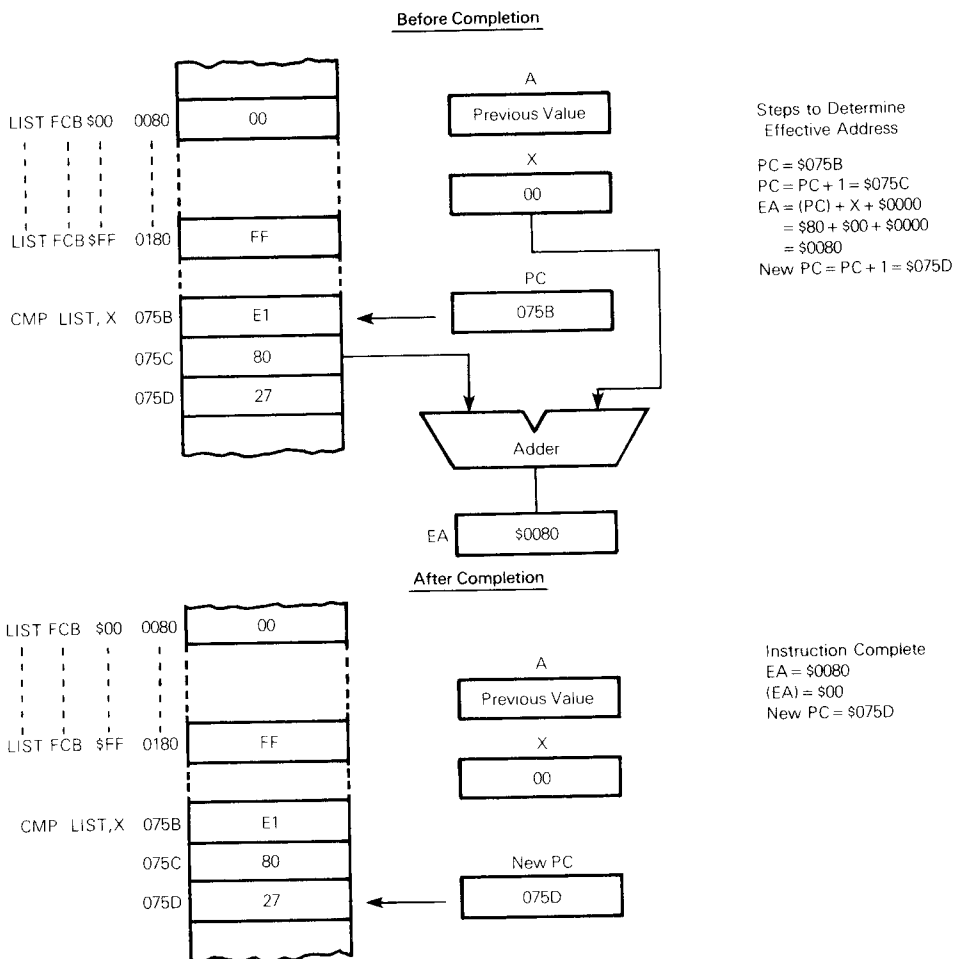 Before Completion
A
LIST FCB $00 0080 00
Previous Value
X
00
LIST FCB $FF 0180 FF
PC
CMP LIST, X 075B E1
075B
075C 80
075D 27
Adder
EA $0080
Steps to Determine
Effective Address
PC = $075B
PC = PC + 1 = $075C
EA = (PC) + X + $0000
= $80 + $00 + $0000
= $0080
New PC = PC + 1 = $075D
After Completion
LIST FCB $00 0080 00
A
Previous Value
X
00
LIST FCB $FF 0180 FF
CMP LIST,X 075B E1
075C 80
New PC
075D 27
075D
Instruction Complete
EA = $0080
(EA) = $00
New PC = $075D